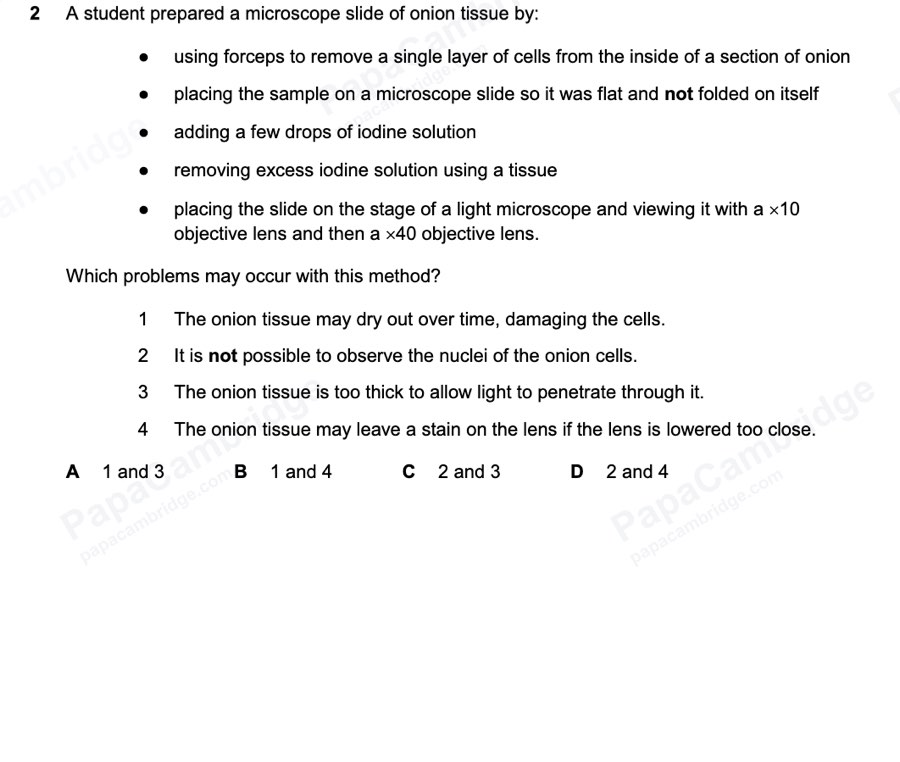 2 A student prepared a microscope slide of onion tissue by:
● using forceps to remove a single layer of cells from the inside of a section of onion
● placing the sample on a microscope slide so it was flat and not folded on itself
● adding a few drops of iodine solution
● removing excess iodine solution using a tissue
● placing the slide on the stage of a light microscope and viewing it with a ×10
objective lens and then a ×40 objective lens.
Which problems may occur with this method?
1 The onion tissue may dry out over time, damaging the cells.
2 It is not possible to observe the nuclei of the onion cells.
3 The onion tissue is too thick to allow light to penetrate through it.
4 The onion tissue may leave a stain on the lens if the lens is lowered too close.
A 1 and 3 B 1 and 4 C 2 and 3 D 2 and 4
PapaCambridge
papacambridge.com
PapaCambridge
papacambridge.com